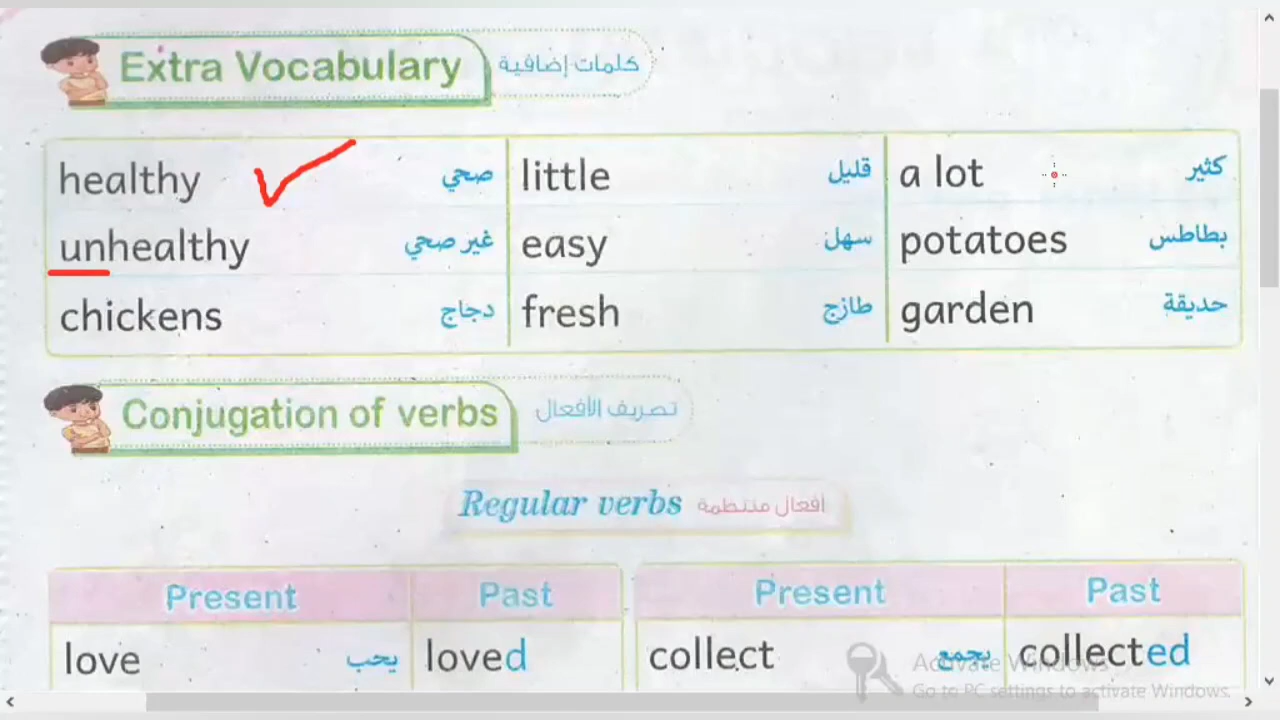 Extra Vocabulary كلمات إضافية
healthy صحي little قليل a lot كثير
unhealthy غير صحي easy سهل potatoes بطاطس
chickens دجاج fresh طازج garden حديقة
Conjugation of verbs تصريف الأفعال
Regular verbs افعال منتظمة
Present Past Present Past
love يحب loved collect يجمع collected
Activate Windows
Go to PC settings to activate Windows.